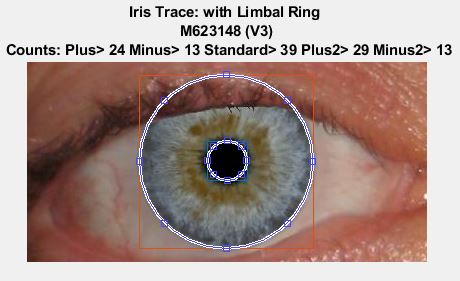 Iris Trace: with Limbal Ring
M623148 (V3)
Counts: Plus> 24 Minus> 13 Standard> 39 Plus2> 29 Minus2> 13